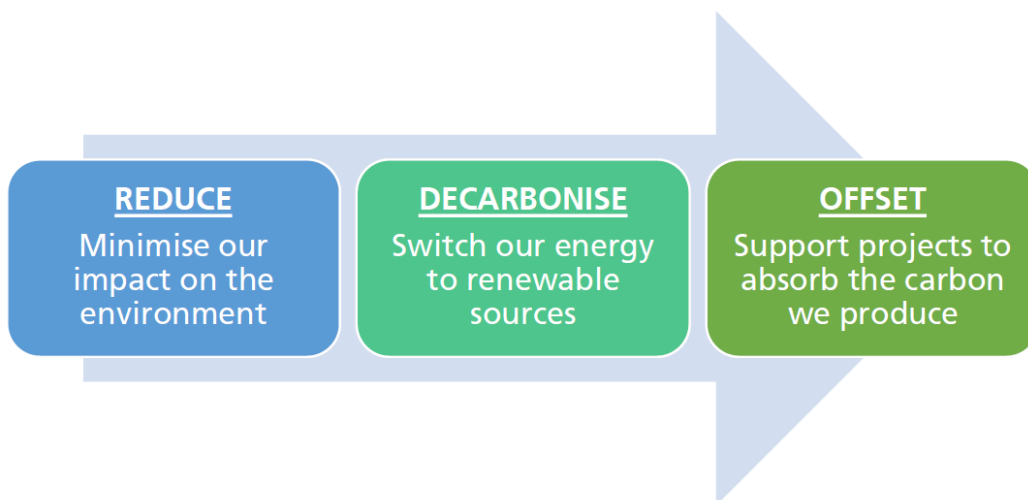 REDUCE
Minimise our
impact on the
environment
DECARBONISE
Switch our energy
to renewable
sources
OFFSET
Support projects to
absorb the carbon
we produce